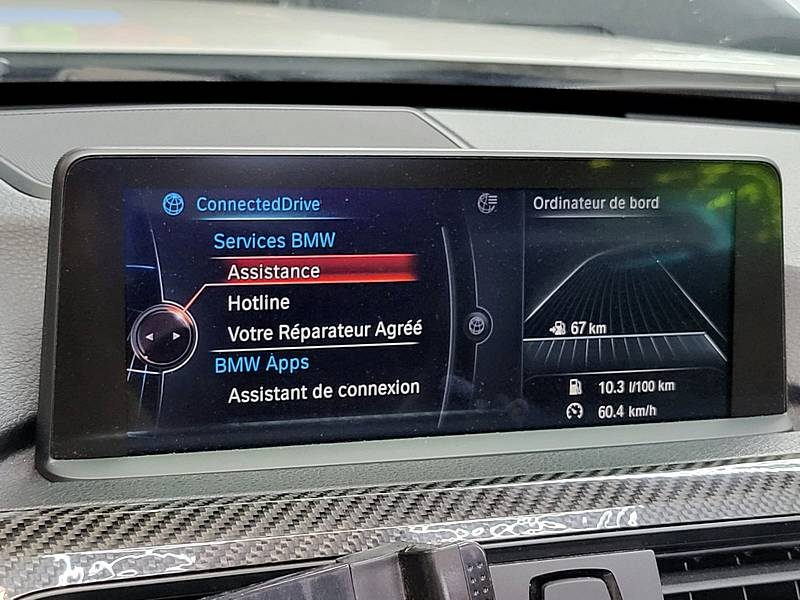 ConnectedDrive
Services BMW
Assistance
Hotline
Votre Réparateur Agréé
BMW Apps
Assistant de connexion
Ordinateur de bord
67 km
10.3 l/100 km
60.4 km/h